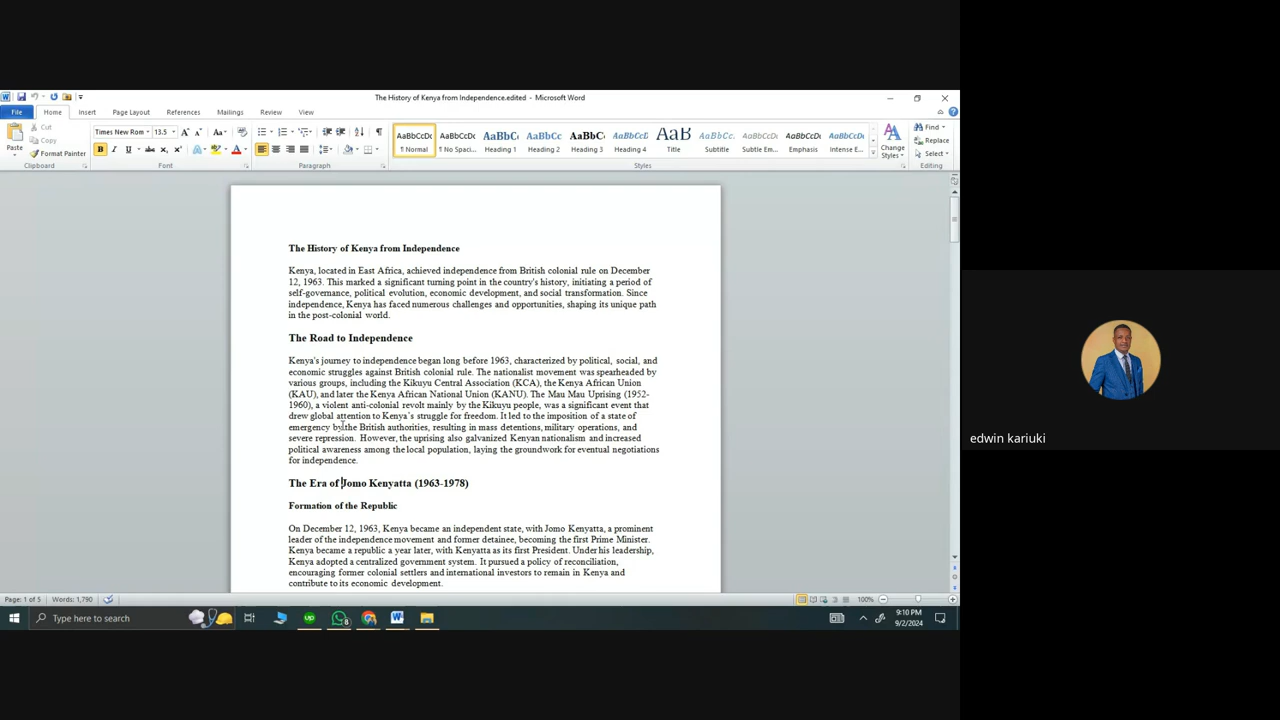 The History of Kenya from Independence.edited - Microsoft Word
File Home Insert Page Layout References Mailings Review View
Paste
Cut
Copy
Format Painter
Clipboard
Times New Rom 13.5
Font
Paragraph
AaBbCcDc AaBbCcDc AaBbC AaBbCc AaBbC AaBbCcD AaB AaBbCcD AaBbCcDd AaBbCcDd AaBbCcDd
¶ Normal ¶ No Spaci... Heading 1 Heading 2 Heading 3 Heading 4 Title Subtitle Subtle Em... Emphasis Intense E...
Change Styles
Styles
Find
Replace
Select
Editing
The History of Kenya from Independence
Kenya, located in East Africa, achieved independence from British colonial rule on December
12, 1963. This marked a significant turning point in the country's history, initiating a period of
self-governance, political evolution, economic development, and social transformation. Since
independence, Kenya has faced numerous challenges and opportunities, shaping its unique path
in the post-colonial world.
The Road to Independence
Kenya's journey to independence began long before 1963, characterized by political, social, and
economic struggles against British colonial rule. The nationalist movement was spearheaded by
various groups, including the Kikuyu Central Association (KCA), the Kenya African Union
(KAU), and later the Kenya African National Union (KANU). The Mau Mau Uprising (1952-
1960), a violent anti-colonial revolt mainly by the Kikuyu people, was a significant event that
drew global attention to Kenya's struggle for freedom. It led to the imposition of a state of
emergency by the British authorities, resulting in mass detentions, military operations, and
severe repression. However, the uprising also galvanized Kenyan nationalism and increased
political awareness among the local population, laying the groundwork for eventual negotiations
for independence.
The Era of Jomo Kenyatta (1963-1978)
Formation of the Republic
On December 12, 1963, Kenya became an independent state, with Jomo Kenyatta, a prominent
leader of the independence movement and former detainee, becoming the first Prime Minister.
Kenya became a republic a year later, with Kenyatta as its first President. Under his leadership,
Kenya adopted a centralized government system. It pursued a policy of reconciliation,
encouraging former colonial settlers and international investors to remain in Kenya and
contribute to its economic development.
Page: 1 of 5 Words: 1,790
100%
Type here to search
9:10 PM
9/2/2024
edwin kariuki